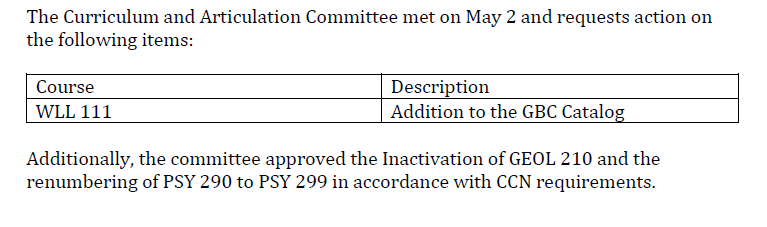 The Curriculum and Articulation Committee met on May 2 and requests action on
the following items:
Course Description
WLL 111 Addition to the GBC Catalog
Additionally, the committee approved the Inactivation of GEOL 210 and the
renumbering of PSY 290 to PSY 299 in accordance with CCN requirements.